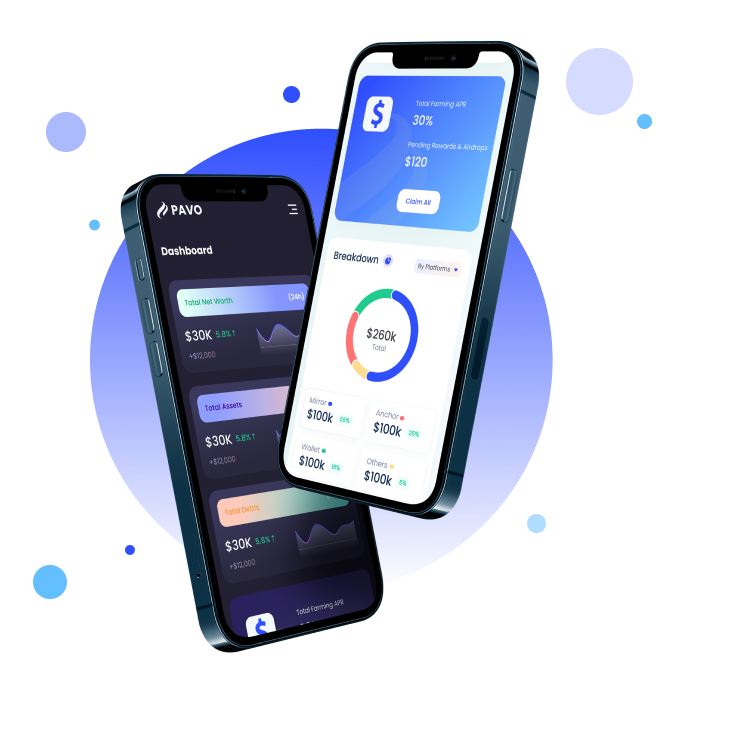 PAVO
Dashboard
Total Net Worth
(24h)
$30K 5.8%↑
+$12,000
Total Assets
$30K 5.8%↑
+$12,000
Total Debts
$30K 5.8%↑
+$12,000
Total Farming APR
Total Farming APR
30%
Pending Rewards & Airdrops
$120
Claim All
Breakdown
By Platforms
$260k
Total
Mirror
$100k
Anchor
$100k
Wallet
$100k
15%
Others
$100k
5%